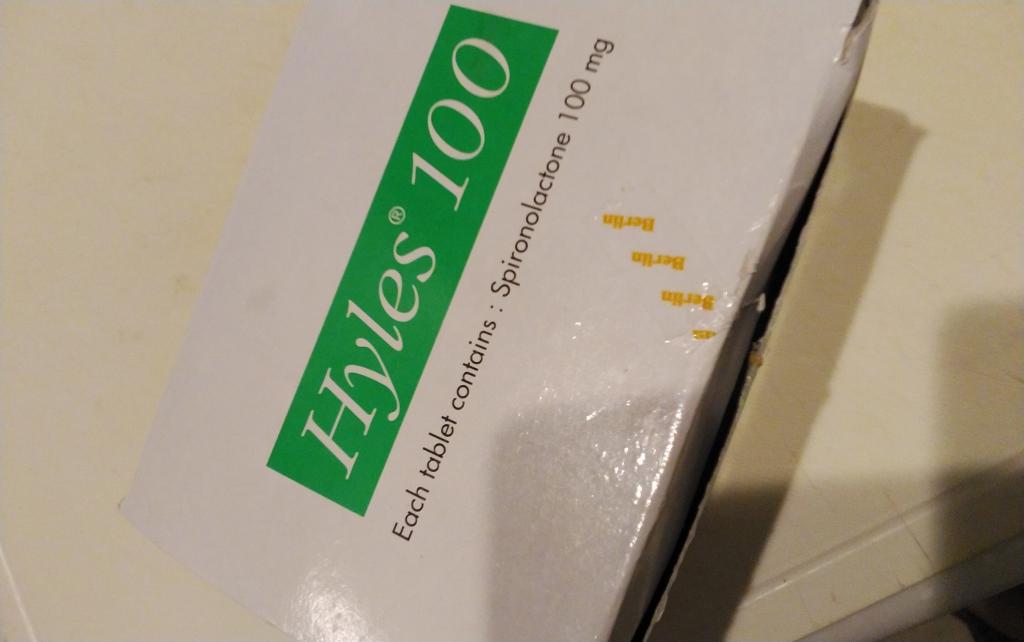 Hyles® 100
Each tablet contains : Spironolactone 100 mg
Berlin
Berlin
Berlin